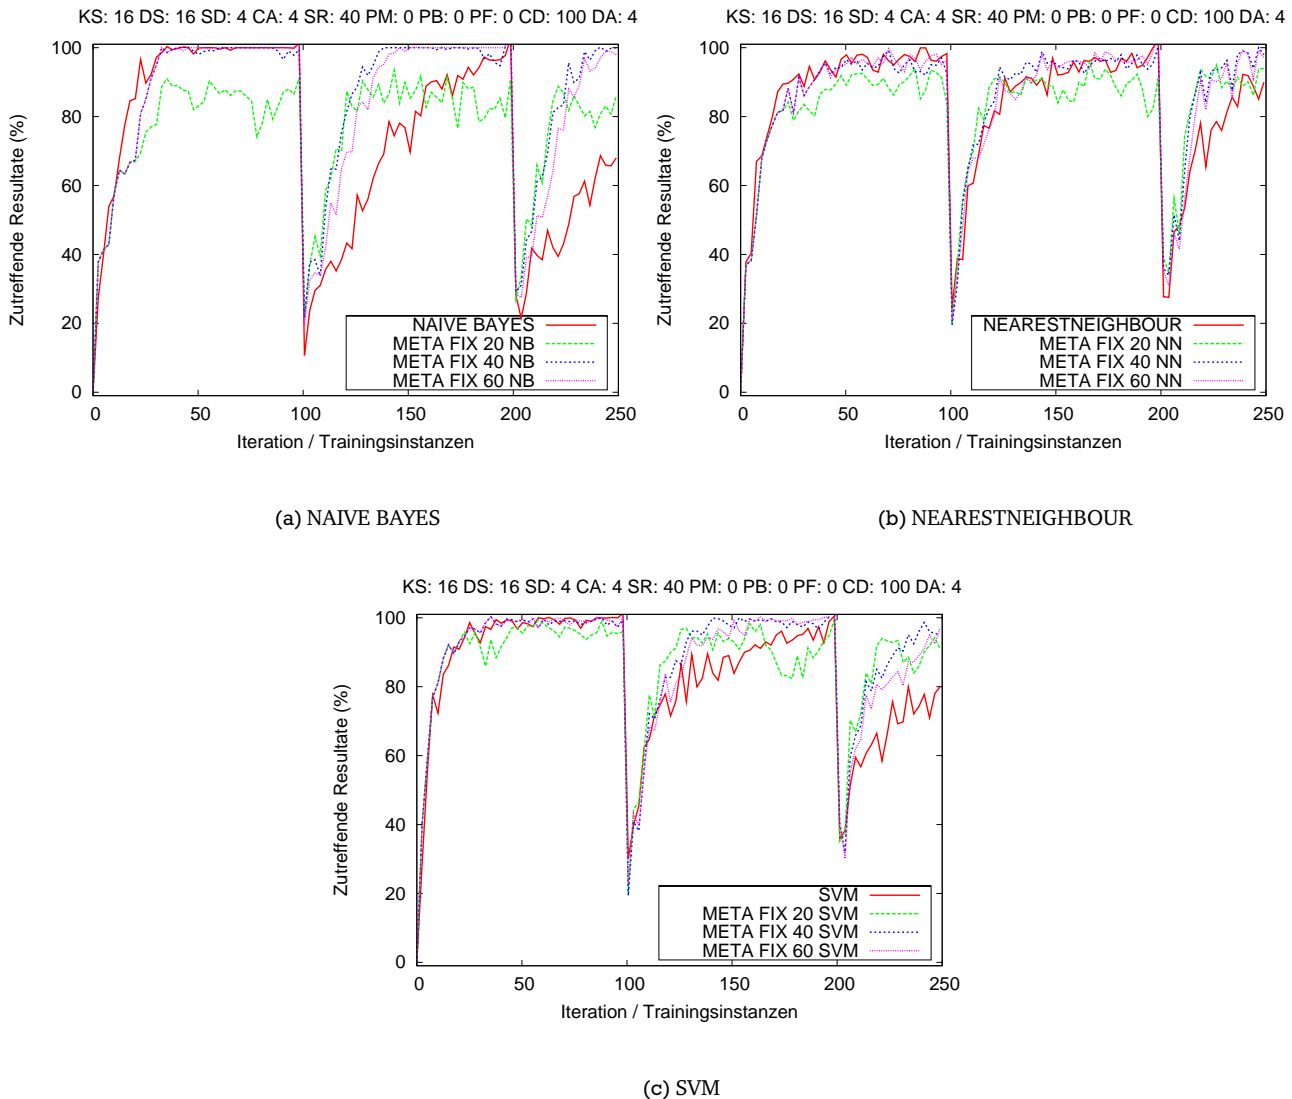 KS: 16 DS: 16 SD: 4 CA: 4 SR: 40 PM: 0 PB: 0 PF: 0 CD: 100 DA: 4
Zutreffende Resultate (%)
100
80
60
40
20
0
NAIVE BAYES
META FIX 20 NB
META FIX 40 NB
META FIX 60 NB
0 50 100 150 200 250
Iteration / Trainingsinstanzen
(a) NAIVE BAYES
KS: 16 DS: 16 SD: 4 CA: 4 SR: 40 PM: 0 PB: 0 PF: 0 CD: 100 DA: 4
Zutreffende Resultate (%)
100
80
60
40
20
0
NEARESTNEIGHBOUR
META FIX 20 NN
META FIX 40 NN
META FIX 60 NN
0 50 100 150 200 250
Iteration / Trainingsinstanzen
(b) NEARESTNEIGHBOUR
KS: 16 DS: 16 SD: 4 CA: 4 SR: 40 PM: 0 PB: 0 PF: 0 CD: 100 DA: 4
Zutreffende Resultate (%)
100
80
60
40
20
0
SVM
META FIX 20 SVM
META FIX 40 SVM
META FIX 60 SVM
0 50 100 150 200 250
Iteration / Trainingsinstanzen
(c) SVM